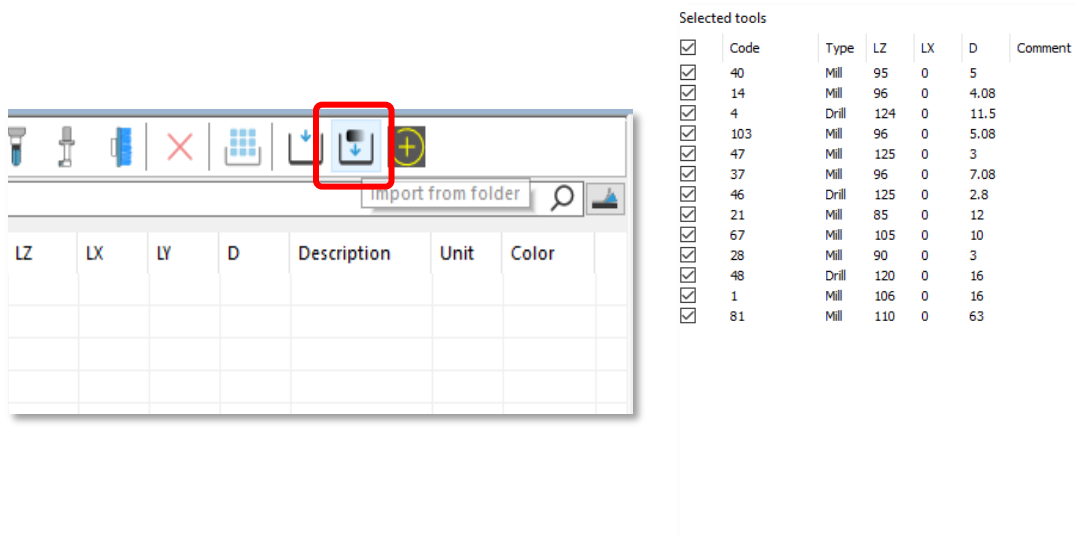 Import from folder
LZ LX LY D Description Unit Color
Selected tools
Code Type LZ LX D Comment
40 Mill 95 0 5
14 Mill 96 0 4.08
4 Drill 124 0 11.5
103 Mill 96 0 5.08
47 Mill 125 0 3
37 Mill 96 0 7.08
46 Drill 125 0 2.8
21 Mill 85 0 12
67 Mill 105 0 10
28 Mill 90 0 3
48 Drill 120 0 16
1 Mill 106 0 16
81 Mill 110 0 63